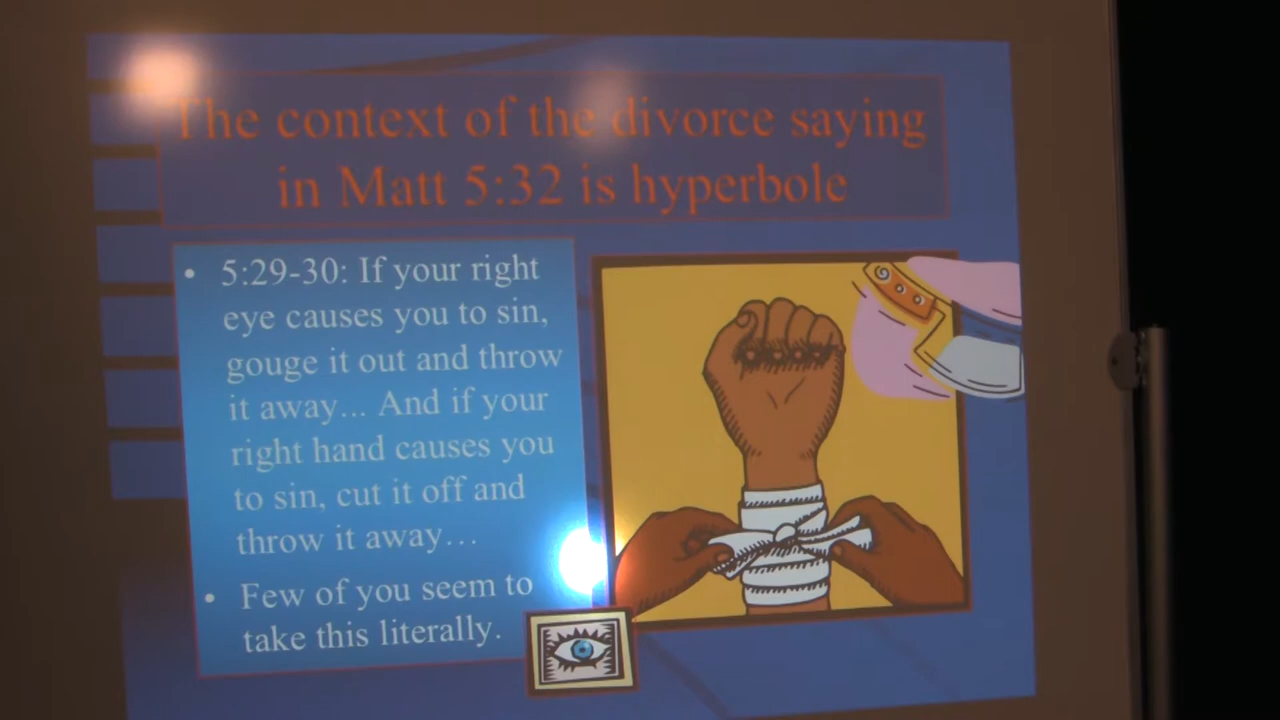 The context of the divorce saying
in Matt 5:32 is hyperbole
• 5:29-30: If your right
eye causes you to sin,
gouge it out and throw
it away... And if your
right hand causes you
to sin, cut it off and
throw it away...
• Few of you seem to
take this literally.